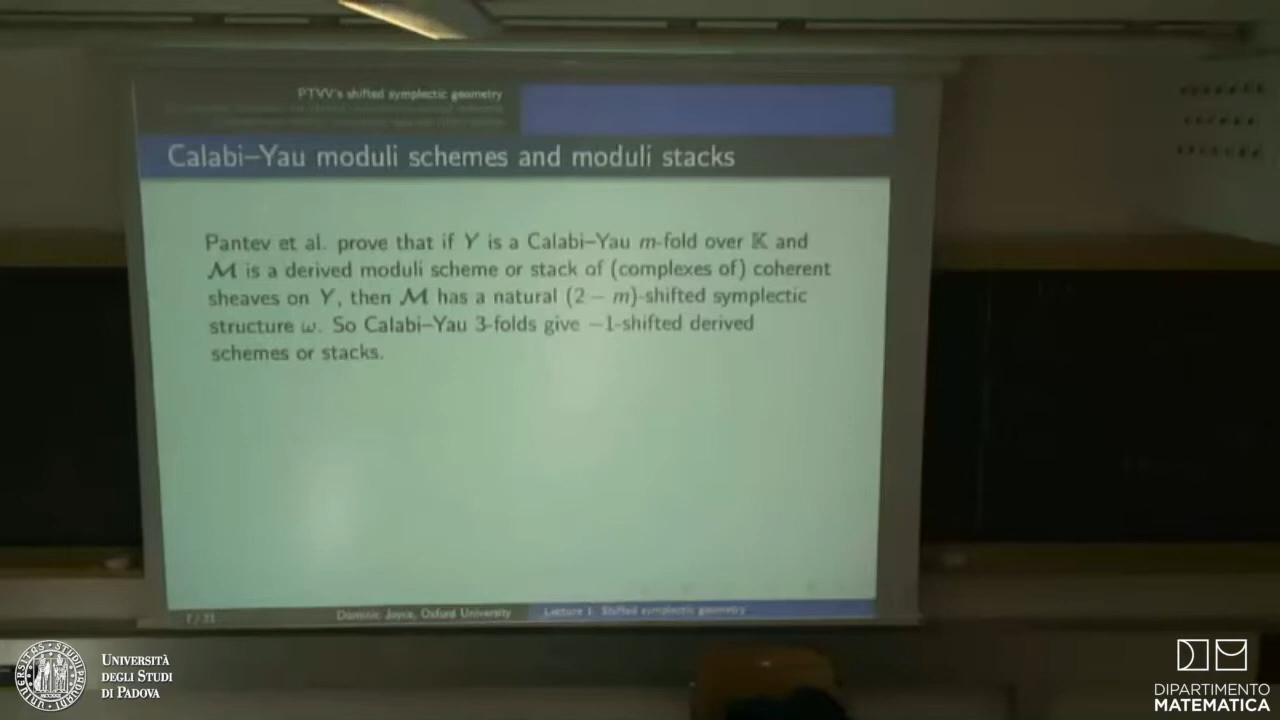 PTVV's shifted symplectic geometry
Calabi–Yau moduli schemes and moduli stacks
Pantev et al. prove that if Y is a Calabi–Yau m-fold over 𝕂 and
𝓜 is a derived moduli scheme or stack of (complexes of) coherent
sheaves on Y, then 𝓜 has a natural (2 − m)-shifted symplectic
structure ω. So Calabi–Yau 3-folds give −1-shifted derived
schemes or stacks.
7 / 31 Dominic Joyce, Oxford University Lecture 1: Shifted symplectic geometry
UNIVERSITÀ
DEGLI STUDI
DI PADOVA
DIPARTIMENTO
MATEMATICA